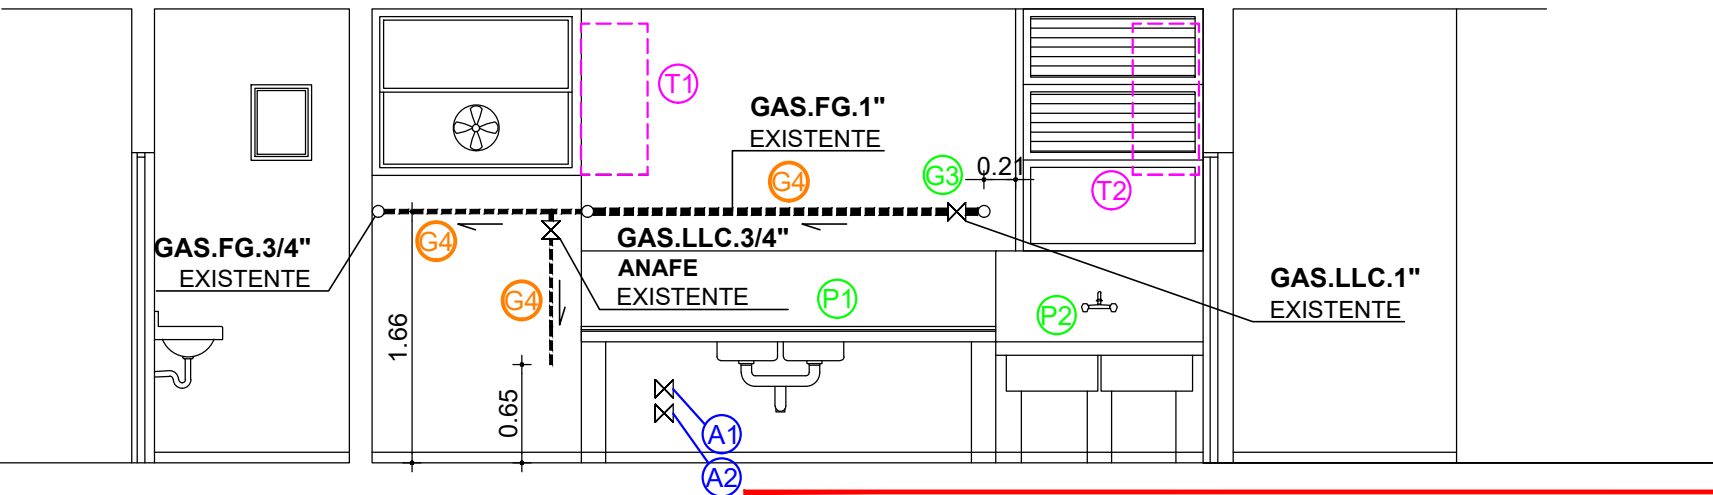 T1
GAS.FG.1"
EXISTENTE
G4
G3
0.21
T2
GAS.FG.3/4"
EXISTENTE
G4
GAS.LLC.3/4"
ANAFE
EXISTENTE
G4
P1
P2
GAS.LLC.1"
EXISTENTE
1.66
0.65
A1
A2